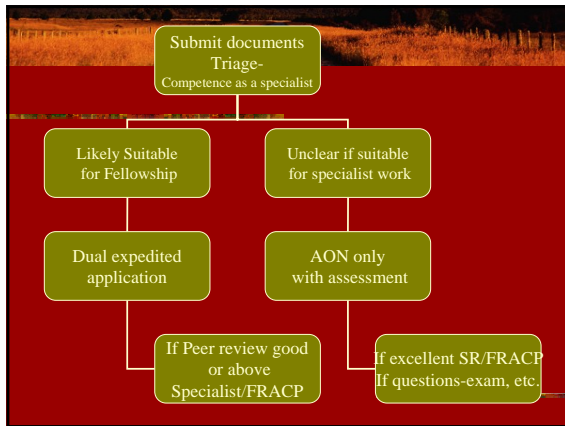 Submit documents
Triage-
Competence as a specialist
Likely Suitable
for Fellowship
Unclear if suitable
for specialist work
Dual expedited
application
AON only
with assessment
If Peer review good
or above
Specialist/FRACP
If excellent SR/FRACP
If questions-exam, etc.